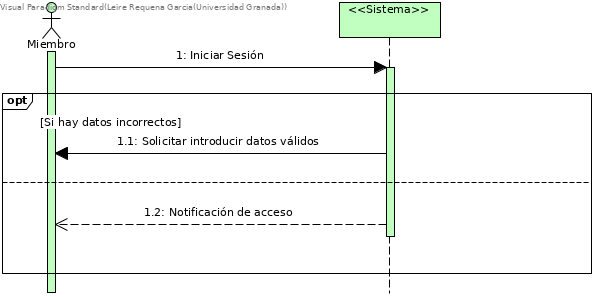 Visual Paradigm Standard(Leire Requena Garcia(Universidad Granada))
<<Sistema>>
Miembro
1: Iniciar Sesión
opt
[Si hay datos incorrectos]
1.1: Solicitar introducir datos válidos
1.2: Notificación de acceso